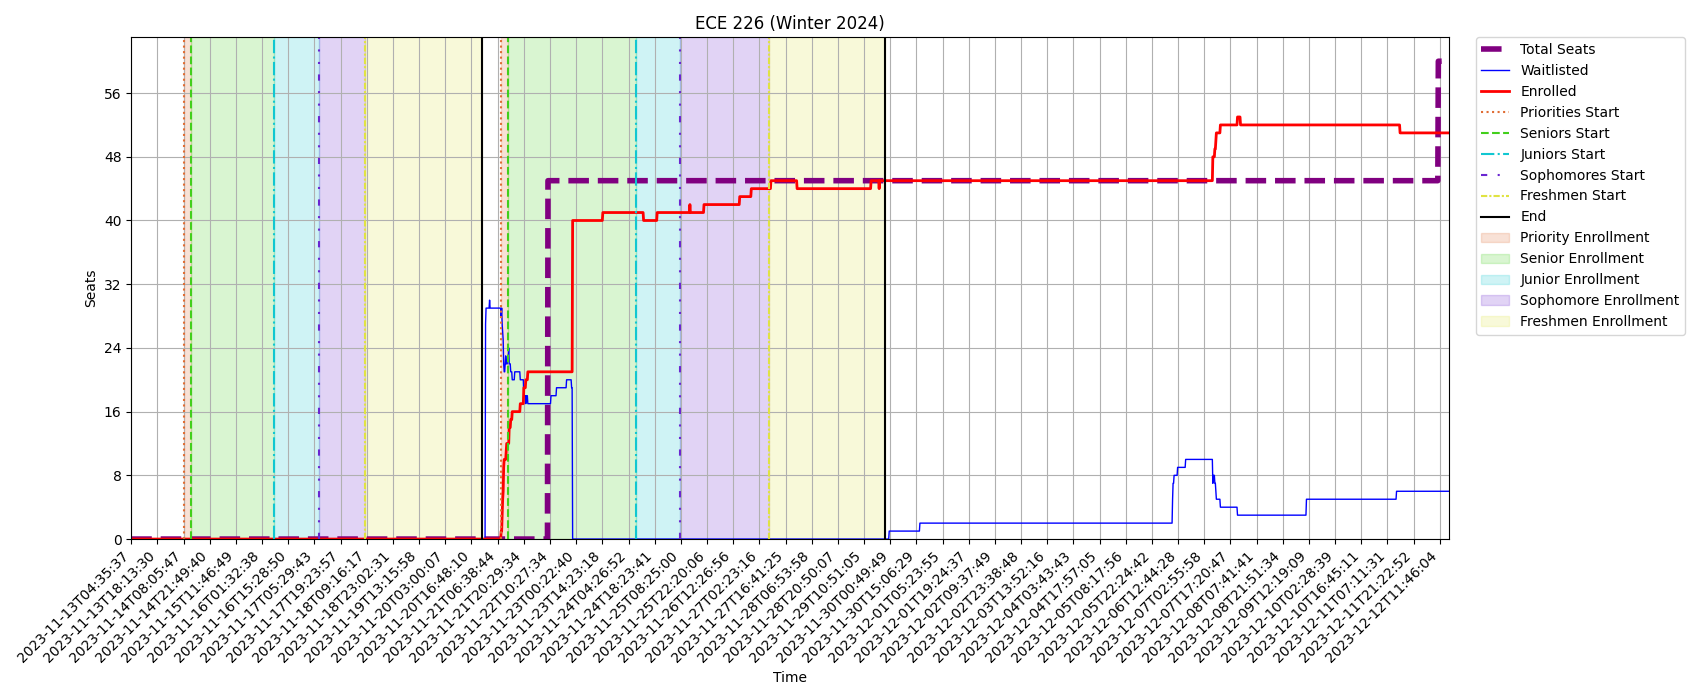 ECE 226 (Winter 2024)
Seats
56
48
40
32
24
16
8
0
2023-11-13T04:35:37
2023-11-13T18:13:30
2023-11-14T08:05:47
2023-11-14T21:49:40
2023-11-15T11:46:49
2023-11-16T01:32:38
2023-11-16T15:28:50
2023-11-17T05:29:43
2023-11-17T19:23:57
2023-11-18T09:16:17
2023-11-18T23:02:31
2023-11-19T13:15:58
2023-11-20T03:00:07
2023-11-20T16:48:10
2023-11-21T06:38:44
2023-11-21T20:29:34
2023-11-22T10:27:34
2023-11-23T00:22:40
2023-11-23T14:23:18
2023-11-24T04:26:52
2023-11-24T18:23:41
2023-11-25T08:25:00
2023-11-25T22:20:06
2023-11-26T12:26:56
2023-11-27T02:23:16
2023-11-27T16:41:25
2023-11-28T06:53:58
2023-11-28T20:50:07
2023-11-29T10:51:05
2023-11-30T00:49:49
2023-11-30T15:06:29
2023-12-01T05:23:55
2023-12-01T19:24:37
2023-12-02T09:37:49
2023-12-02T23:38:48
2023-12-03T13:52:16
2023-12-04T03:43:43
2023-12-04T17:57:05
2023-12-05T08:17:56
2023-12-05T22:24:42
2023-12-06T12:44:28
2023-12-07T02:55:58
2023-12-07T17:20:47
2023-12-08T07:41:41
2023-12-08T21:51:34
2023-12-09T12:19:09
2023-12-10T02:28:39
2023-12-10T16:45:11
2023-12-11T07:11:31
2023-12-11T21:22:52
2023-12-12T11:46:04
Time
Total Seats
Waitlisted
Enrolled
Priorities Start
Seniors Start
Juniors Start
Sophomores Start
Freshmen Start
End
Priority Enrollment
Senior Enrollment
Junior Enrollment
Sophomore Enrollment
Freshmen Enrollment